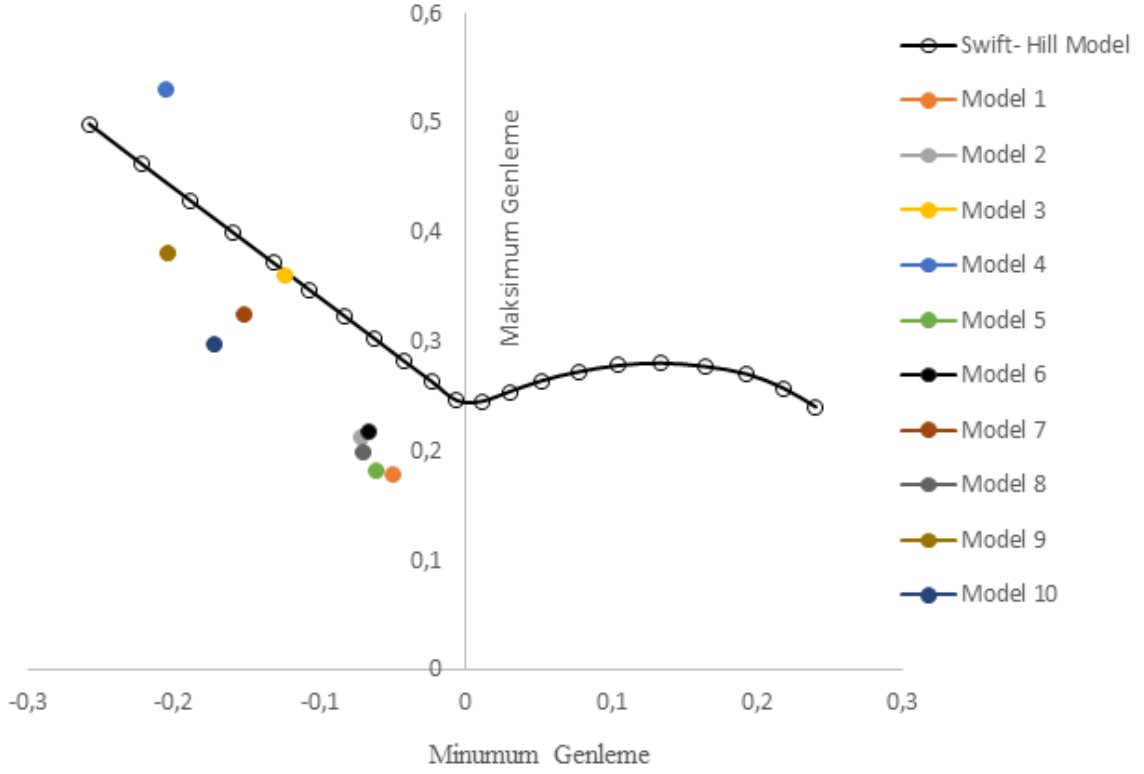 0,6
0,5
0,4
0,3
0,2
0,1
0
-0,3
-0,2
-0,1
0
0,1
0,2
0,3
Maksimum Genleme
Minumum Genleme
Swift- Hill Model
Model 1
Model 2
Model 3
Model 4
Model 5
Model 6
Model 7
Model 8
Model 9
Model 10